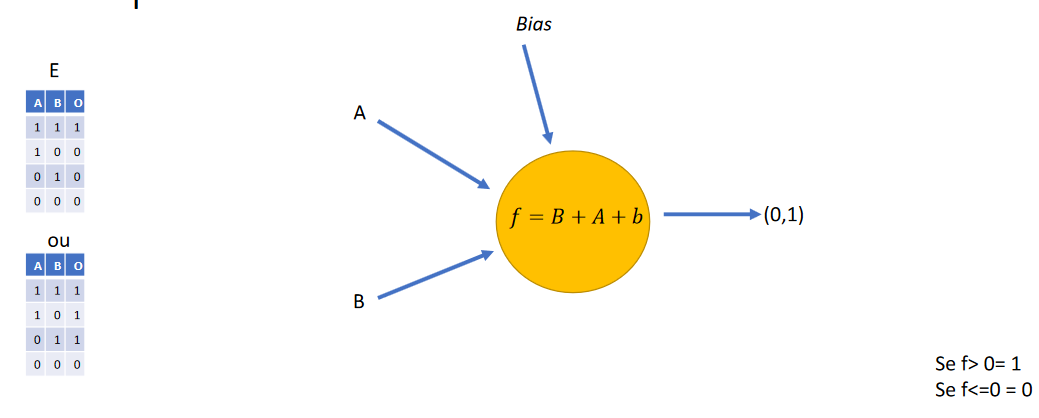 Bias
E
A B O
1 1 1
1 0 0
0 1 0
0 0 0
ou
A B O
1 1 1
1 0 1
0 1 1
0 0 0
A
B
f = B + A + b
(0,1)
Se f> 0= 1
Se f<=0 = 0